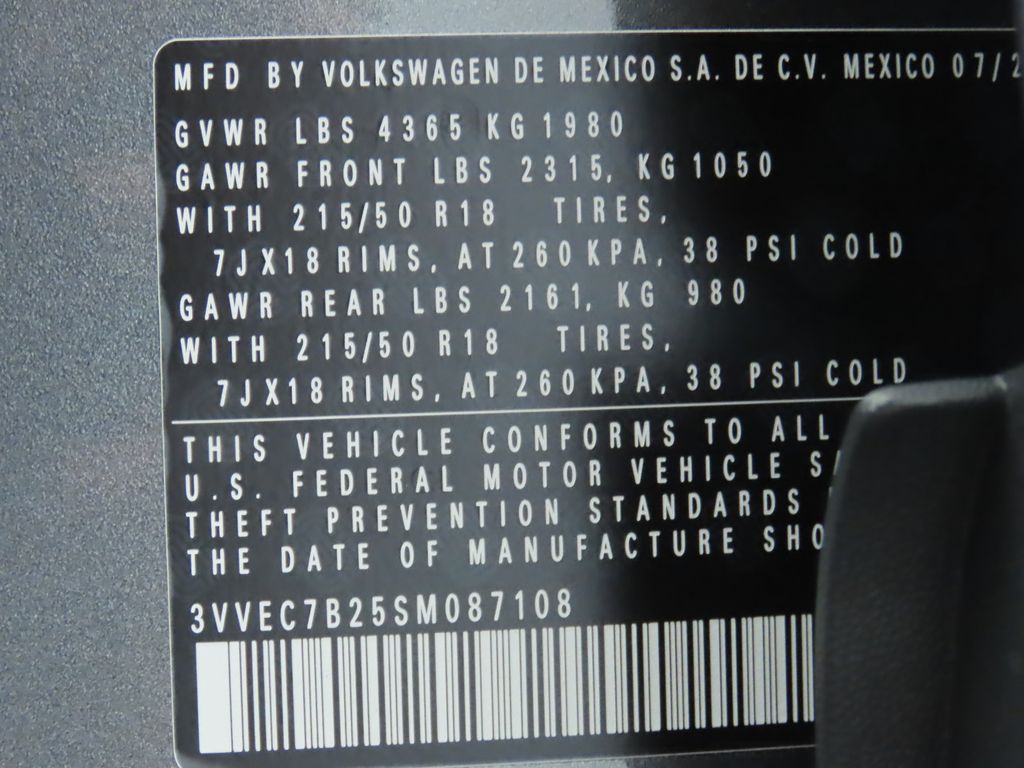 MFD BY VOLKSWAGEN DE MEXICO S.A. DE C.V. MEXICO 07/2
GVWR LBS 4365 KG 1980
GAWR FRONT LBS 2315, KG 1050
WITH 215/50 R18 TIRES,
7JX18 RIMS, AT 260 KPA, 38 PSI COLD
GAWR REAR LBS 2161, KG 980
WITH 215/50 R18 TIRES,
7JX18 RIMS, AT 260 KPA, 38 PSI COLD
THIS VEHICLE CONFORMS TO ALL
U.S. FEDERAL MOTOR VEHICLE
THEFT PREVENTION STANDARDS
THE DATE OF MANUFACTURE SHO
3VVEC7B25SM087108